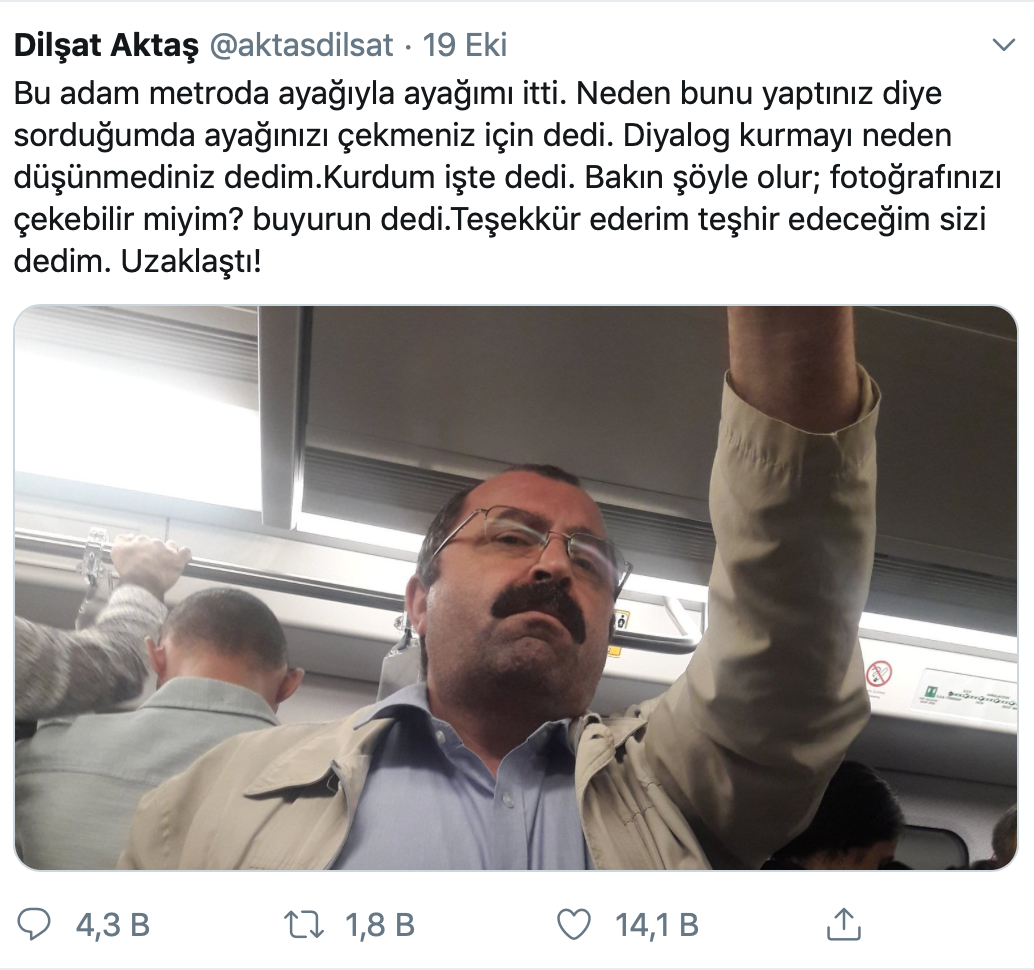 Dilşat Aktaş @aktasdilsat · 19 Eki
Bu adam metroda ayağıyla ayağımı itti. Neden bunu yaptınız diye
sorduğumda ayağınızı çekmeniz için dedi. Diyalog kurmayı neden
düşünmediniz dedim.Kurdum işte dedi. Bakın şöyle olur; fotoğrafınızı
çekebilir miyim? buyurun dedi.Teşekkür ederim teşhir edeceğim sizi
dedim. Uzaklaştı!
4,3 B 1,8 B 14,1 B